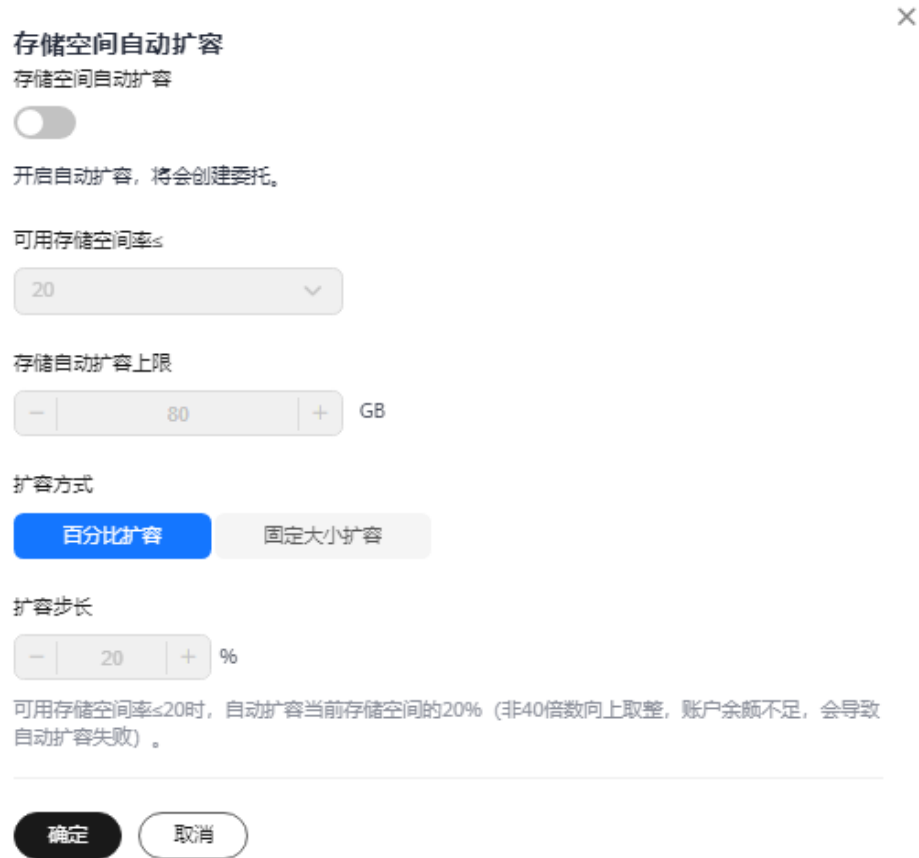 存储空间自动扩容
存储空间自动扩容
开启自动扩容，将会创建委托。
可用存储空间率≤
20
存储自动扩容上限
80 GB
扩容方式
百分比扩容 固定大小扩容
扩容步长
20 %
可用存储空间率≤20时，自动扩容当前存储空间的20%（非40倍数向上取整，账户余颇不足，会导致
自动扩容失败）。
确定 取消